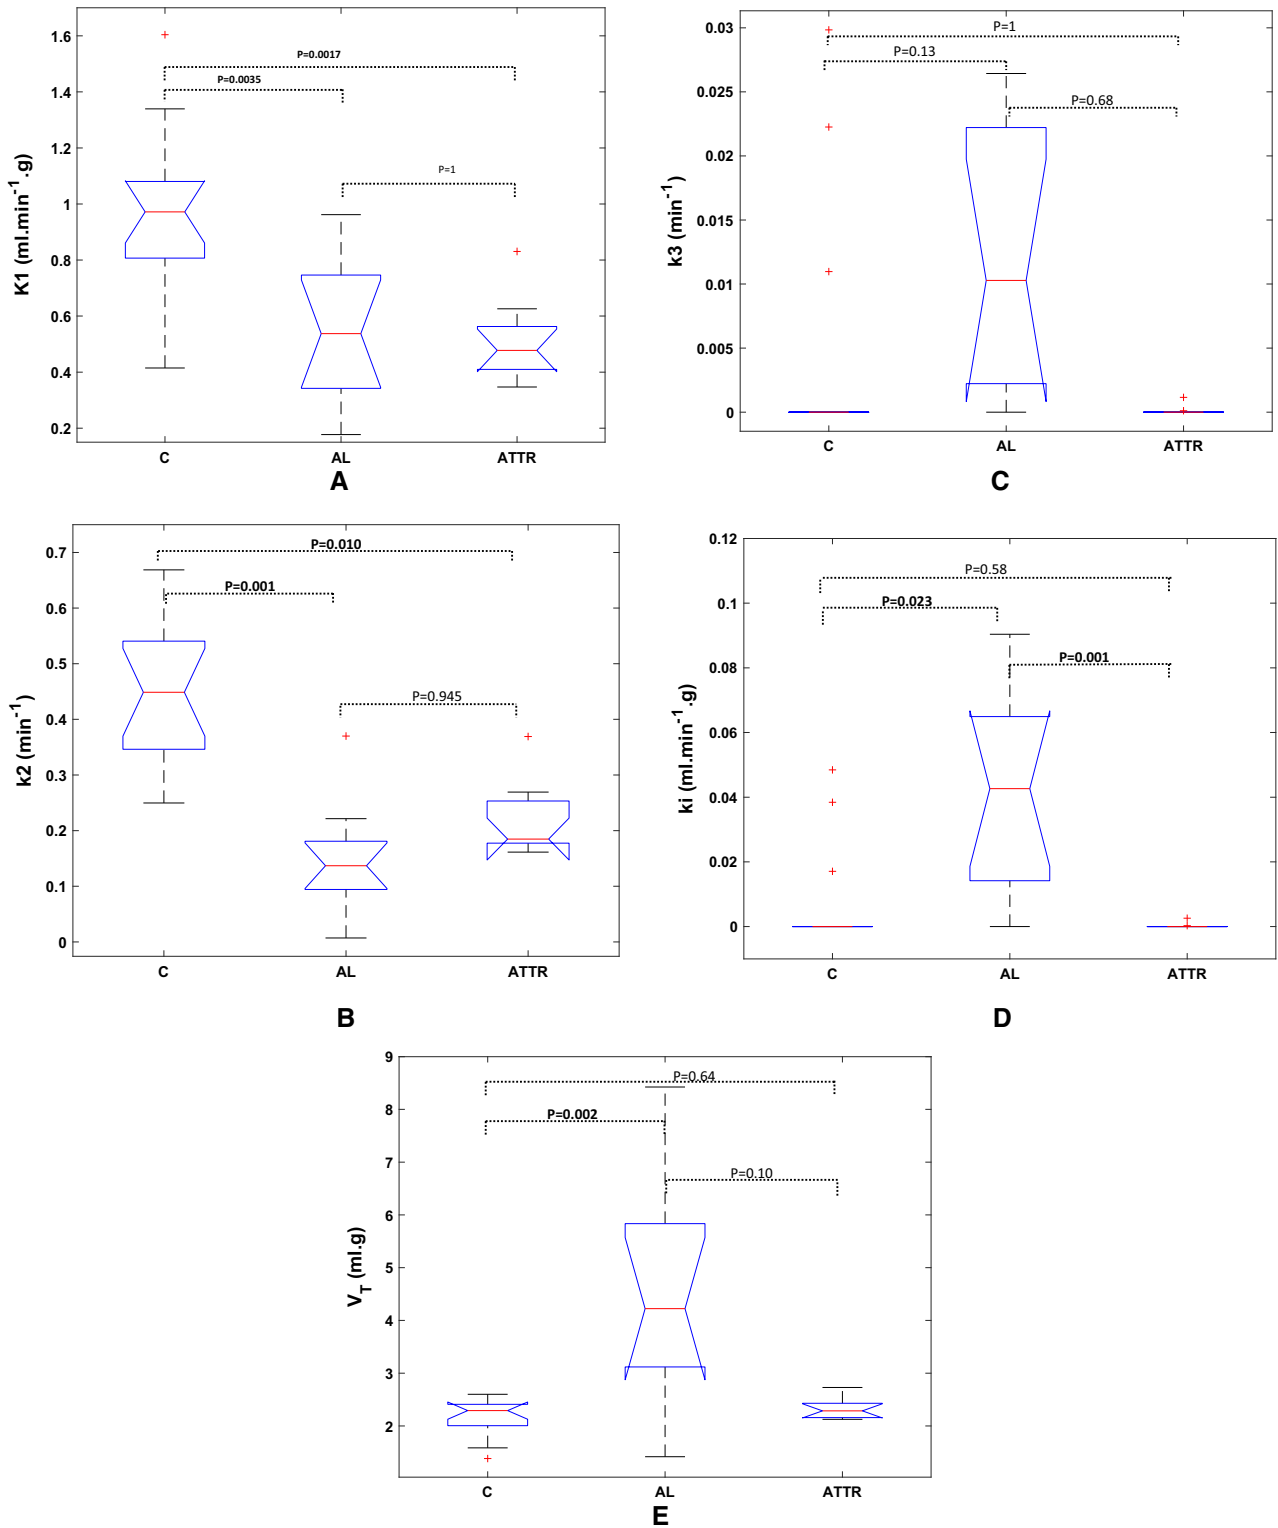 K1 (ml.min⁻¹.g)
1.6
1.4
1.2
1
0.8
0.6
0.4
0.2
P=0.0017
P=0.0035
P=1
C AL ATTR
A
k3 (min⁻¹)
0.03
0.025
0.02
0.015
0.01
0.005
0
P=1
P=0.13
P=0.68
C AL ATTR
C
k2 (min⁻¹)
0.7
0.6
0.5
0.4
0.3
0.2
0.1
0
P=0.010
P=0.001
P=0.945
C AL ATTR
B
ki (ml.min⁻¹.g)
0.12
0.1
0.08
0.06
0.04
0.02
0
P=0.58
P=0.023
P=0.001
C AL ATTR
D
V_T (ml.g)
9
8
7
6
5
4
3
2
P=0.64
P=0.002
P=0.10
C AL ATTR
E